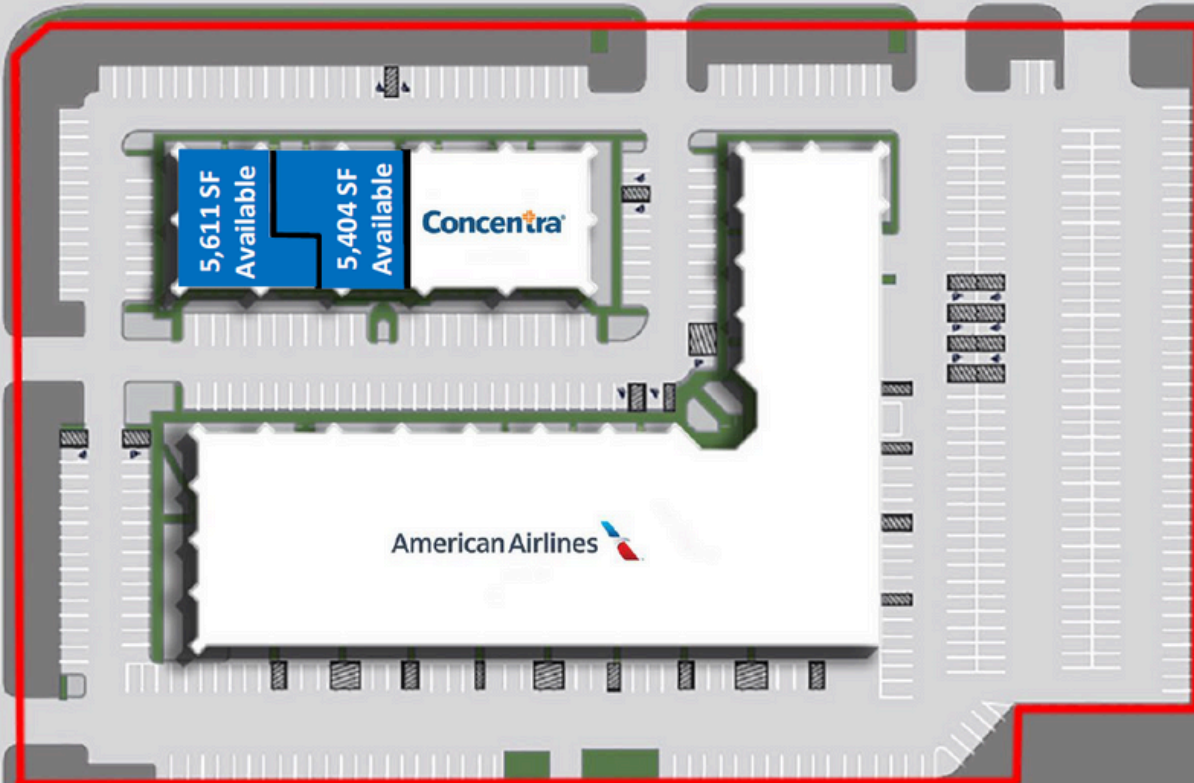 5,611 SF
Available
5,404 SF
Available
Concentra
American Airlines